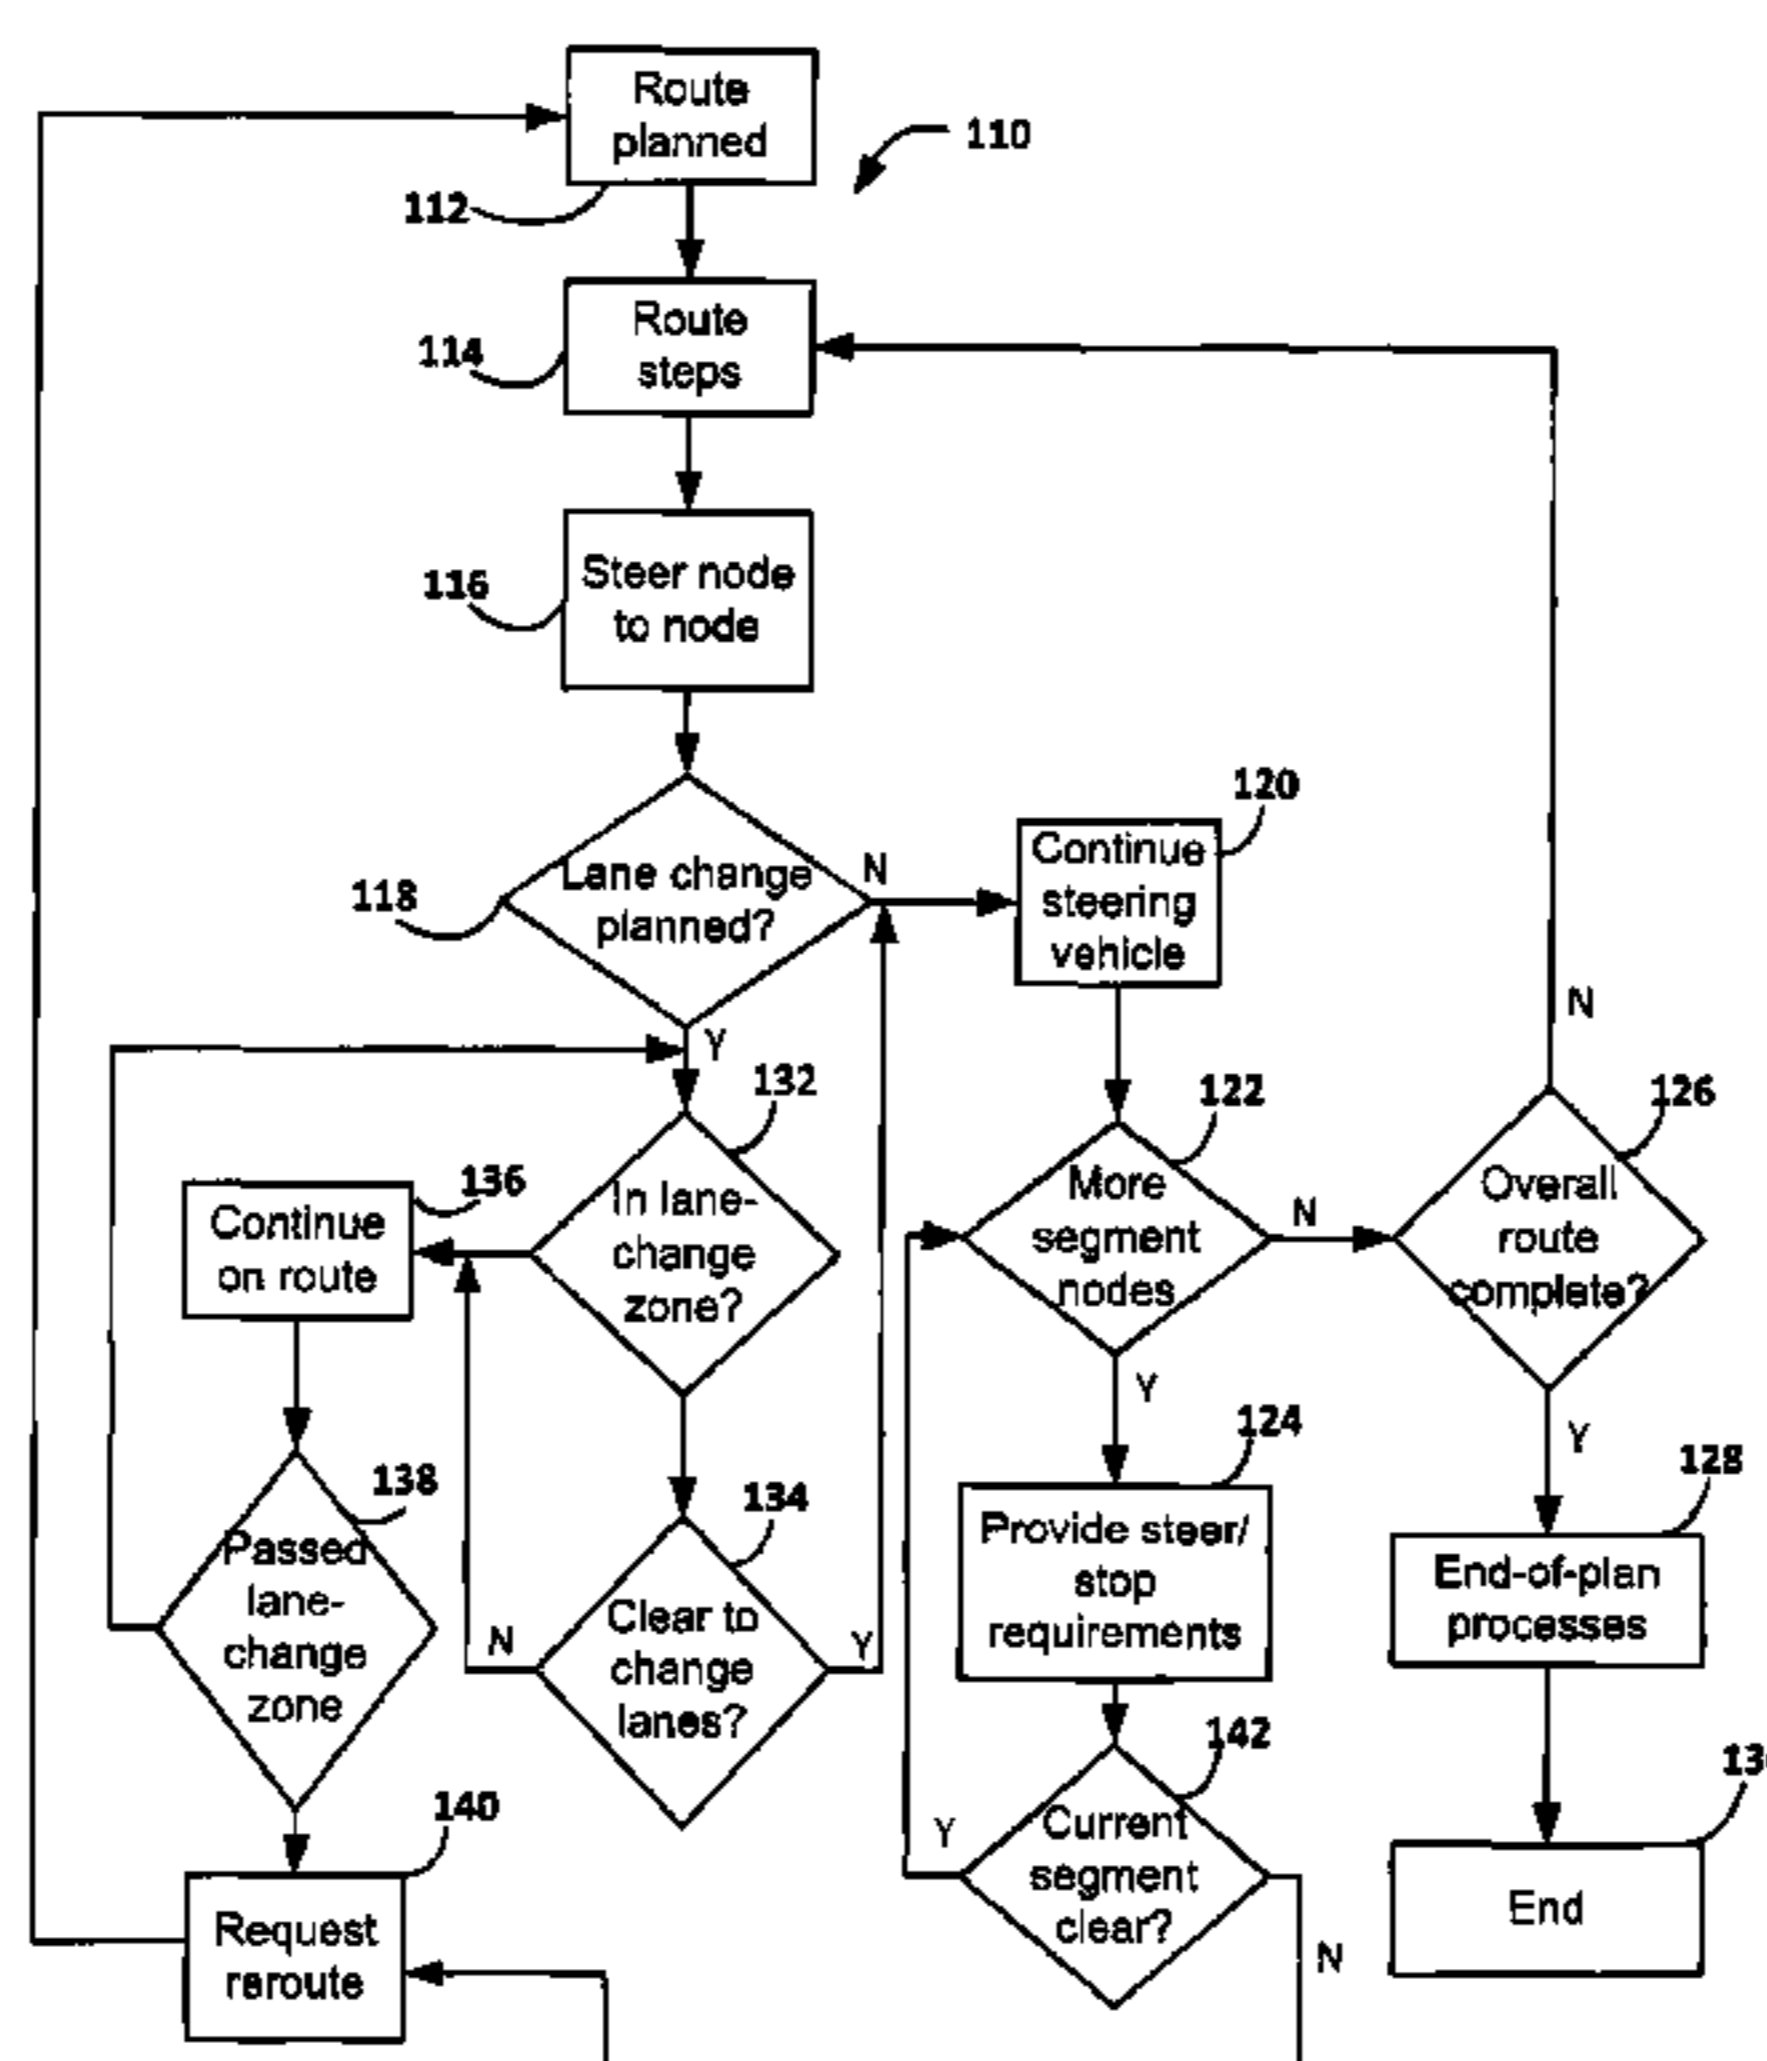 Route
planned
110
112
Route
steps
114
Steer node
to node
116
Lane change
planned?
118
N
Y
Continue
steering
vehicle
120
N
132
122
126
136
Continue
on route
In lane-
change
zone?
More
segment
nodes
N
Overall
route
complete?
Y
124
Y
128
138
Passed
lane-
change
zone
134
N
Clear to
change
lanes?
Y
Provide steer/
stop
requirements
End-of-plan
processes
142
140
Y
Current
segment
clear?
N
Request
reroute
End